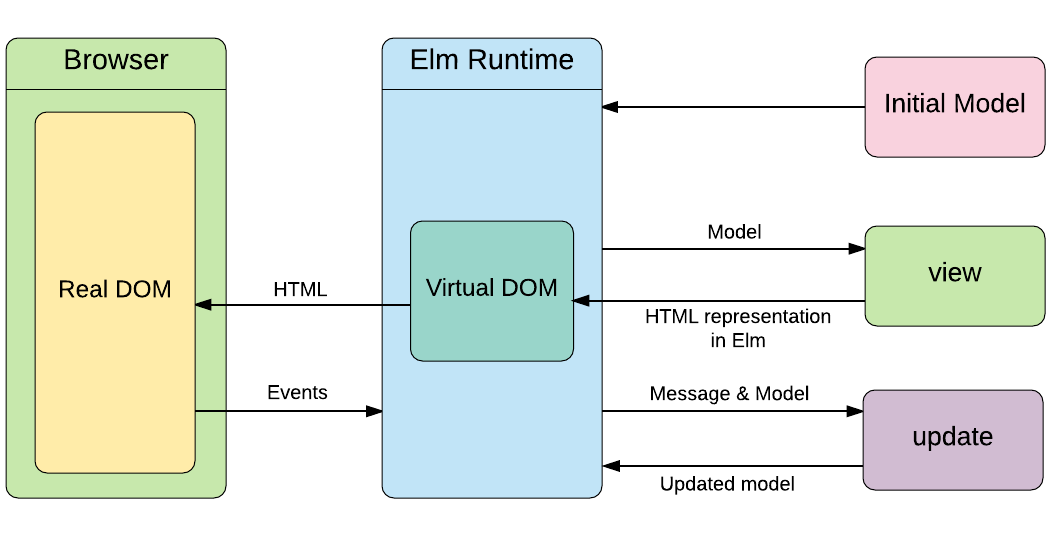 Browser
Elm Runtime
Initial Model
Model
view
Real DOM
HTML
Virtual DOM
HTML representation
in Elm
Events
Message & Model
update
Updated model